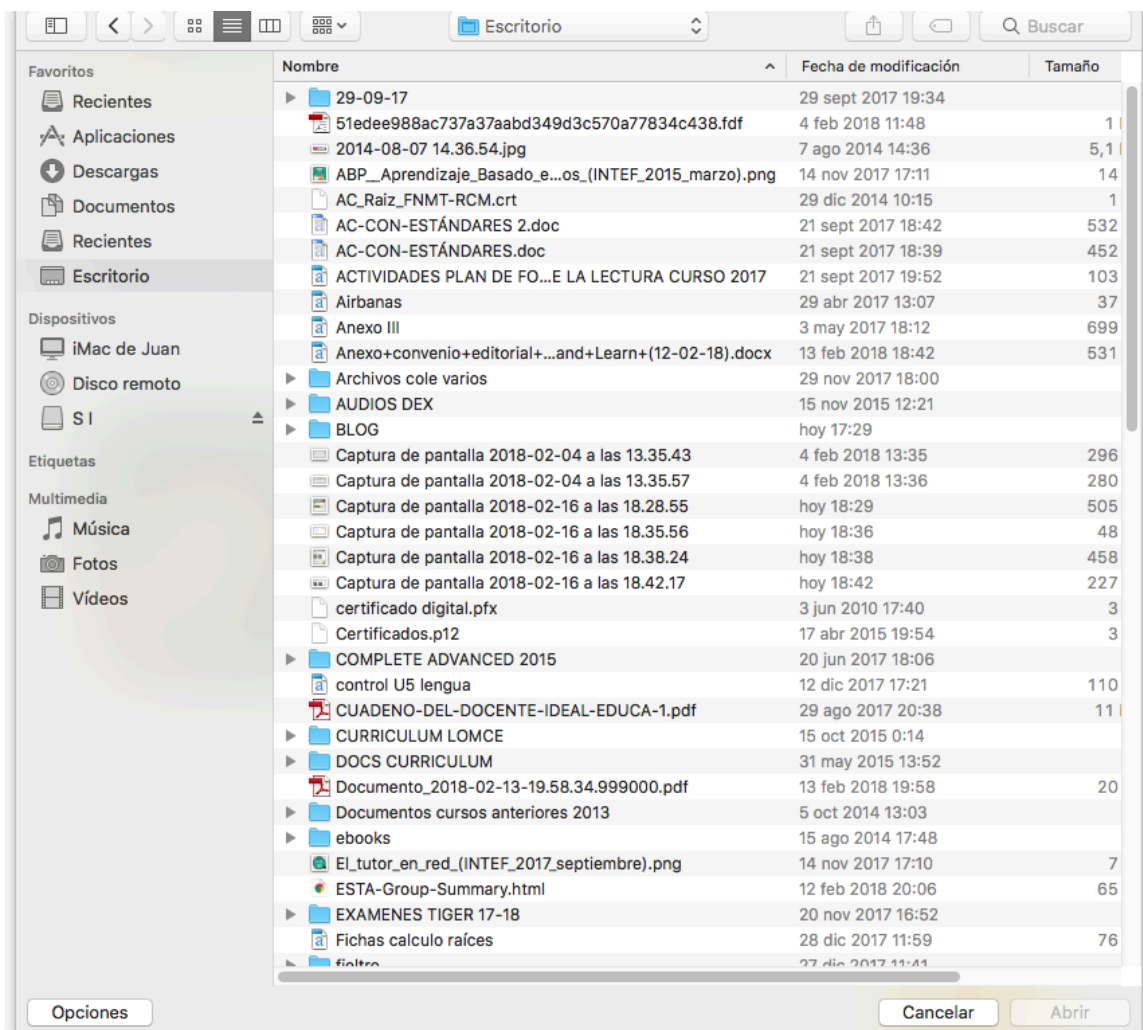 Escritorio
Buscar
Favoritos
Recientes
Aplicaciones
Descargas
Documentos
Recientes
Escritorio
Dispositivos
iMac de Juan
Disco remoto
S I
Etiquetas
Multimedia
Música
Fotos
Vídeos
Nombre Fecha de modificación Tamaño
29-09-17 29 sept 2017 19:34
51edee988ac737a37aabd349d3c570a77834c438.fdf 4 feb 2018 11:48 1
2014-08-07 14.36.54.jpg 7 ago 2014 14:36 5,1
ABP__Aprendizaje_Basado_e...os_(INTEF_2015_marzo).png 14 nov 2017 17:11 14
AC_Raiz_FNMT-RCM.crt 29 dic 2014 10:15 1
AC-CON-ESTÁNDARES 2.doc 21 sept 2017 18:42 532
AC-CON-ESTÁNDARES.doc 21 sept 2017 18:39 452
ACTIVIDADES PLAN DE FO...E LA LECTURA CURSO 2017 21 sept 2017 19:52 103
Airbanas 29 abr 2017 13:07 37
Anexo III 3 may 2017 18:12 699
Anexo+convenio+editorial+...and+Learn+(12-02-18).docx 13 feb 2018 18:42 531
Archivos cole varios 29 nov 2017 18:00
AUDIOS DEX 15 nov 2015 12:21
BLOG hoy 17:29
Captura de pantalla 2018-02-04 a las 13.35.43 4 feb 2018 13:35 296
Captura de pantalla 2018-02-04 a las 13.35.57 4 feb 2018 13:36 280
Captura de pantalla 2018-02-16 a las 18.28.55 hoy 18:29 505
Captura de pantalla 2018-02-16 a las 18.35.56 hoy 18:36 48
Captura de pantalla 2018-02-16 a las 18.38.24 hoy 18:38 458
Captura de pantalla 2018-02-16 a las 18.42.17 hoy 18:42 227
certificado digital.pfx 3 jun 2010 17:40 3
Certificados.p12 17 abr 2015 19:54 3
COMPLETE ADVANCED 2015 20 jun 2017 18:06
control U5 lengua 12 dic 2017 17:21 110
CUADENO-DEL-DOCENTE-IDEAL-EDUCA-1.pdf 29 ago 2017 20:38 11
CURRICULUM LOMCE 15 oct 2015 0:14
DOCS CURRICULUM 31 may 2015 13:52
Documento_2018-02-13-19.58.34.999000.pdf 13 feb 2018 19:58 20
Documentos cursos anteriores 2013 5 oct 2014 13:03
ebooks 15 ago 2014 17:48
El_tutor_en_red_(INTEF_2017_septiembre).png 14 nov 2017 17:10 7
ESTA-Group-Summary.html 12 feb 2018 20:06 65
EXAMENES TIGER 17-18 20 nov 2017 16:52
Fichas calculo raíces 28 dic 2017 11:59 76
fieltro 27 dic 2017 11:41
Opciones Cancelar Abrir